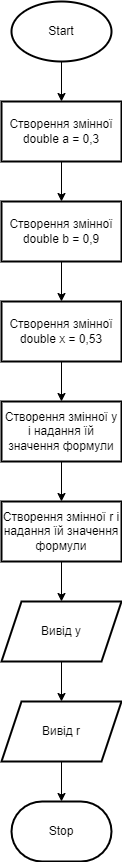 Start
Створення змінної
double a = 0,3
Створення змінної
double b = 0,9
Створення змінної
double x = 0,53
Створення змінної y
і надання їй
значення формули
Створення змінної r і
надання їй значення
формули
Вивід y
Вивід r
Stop